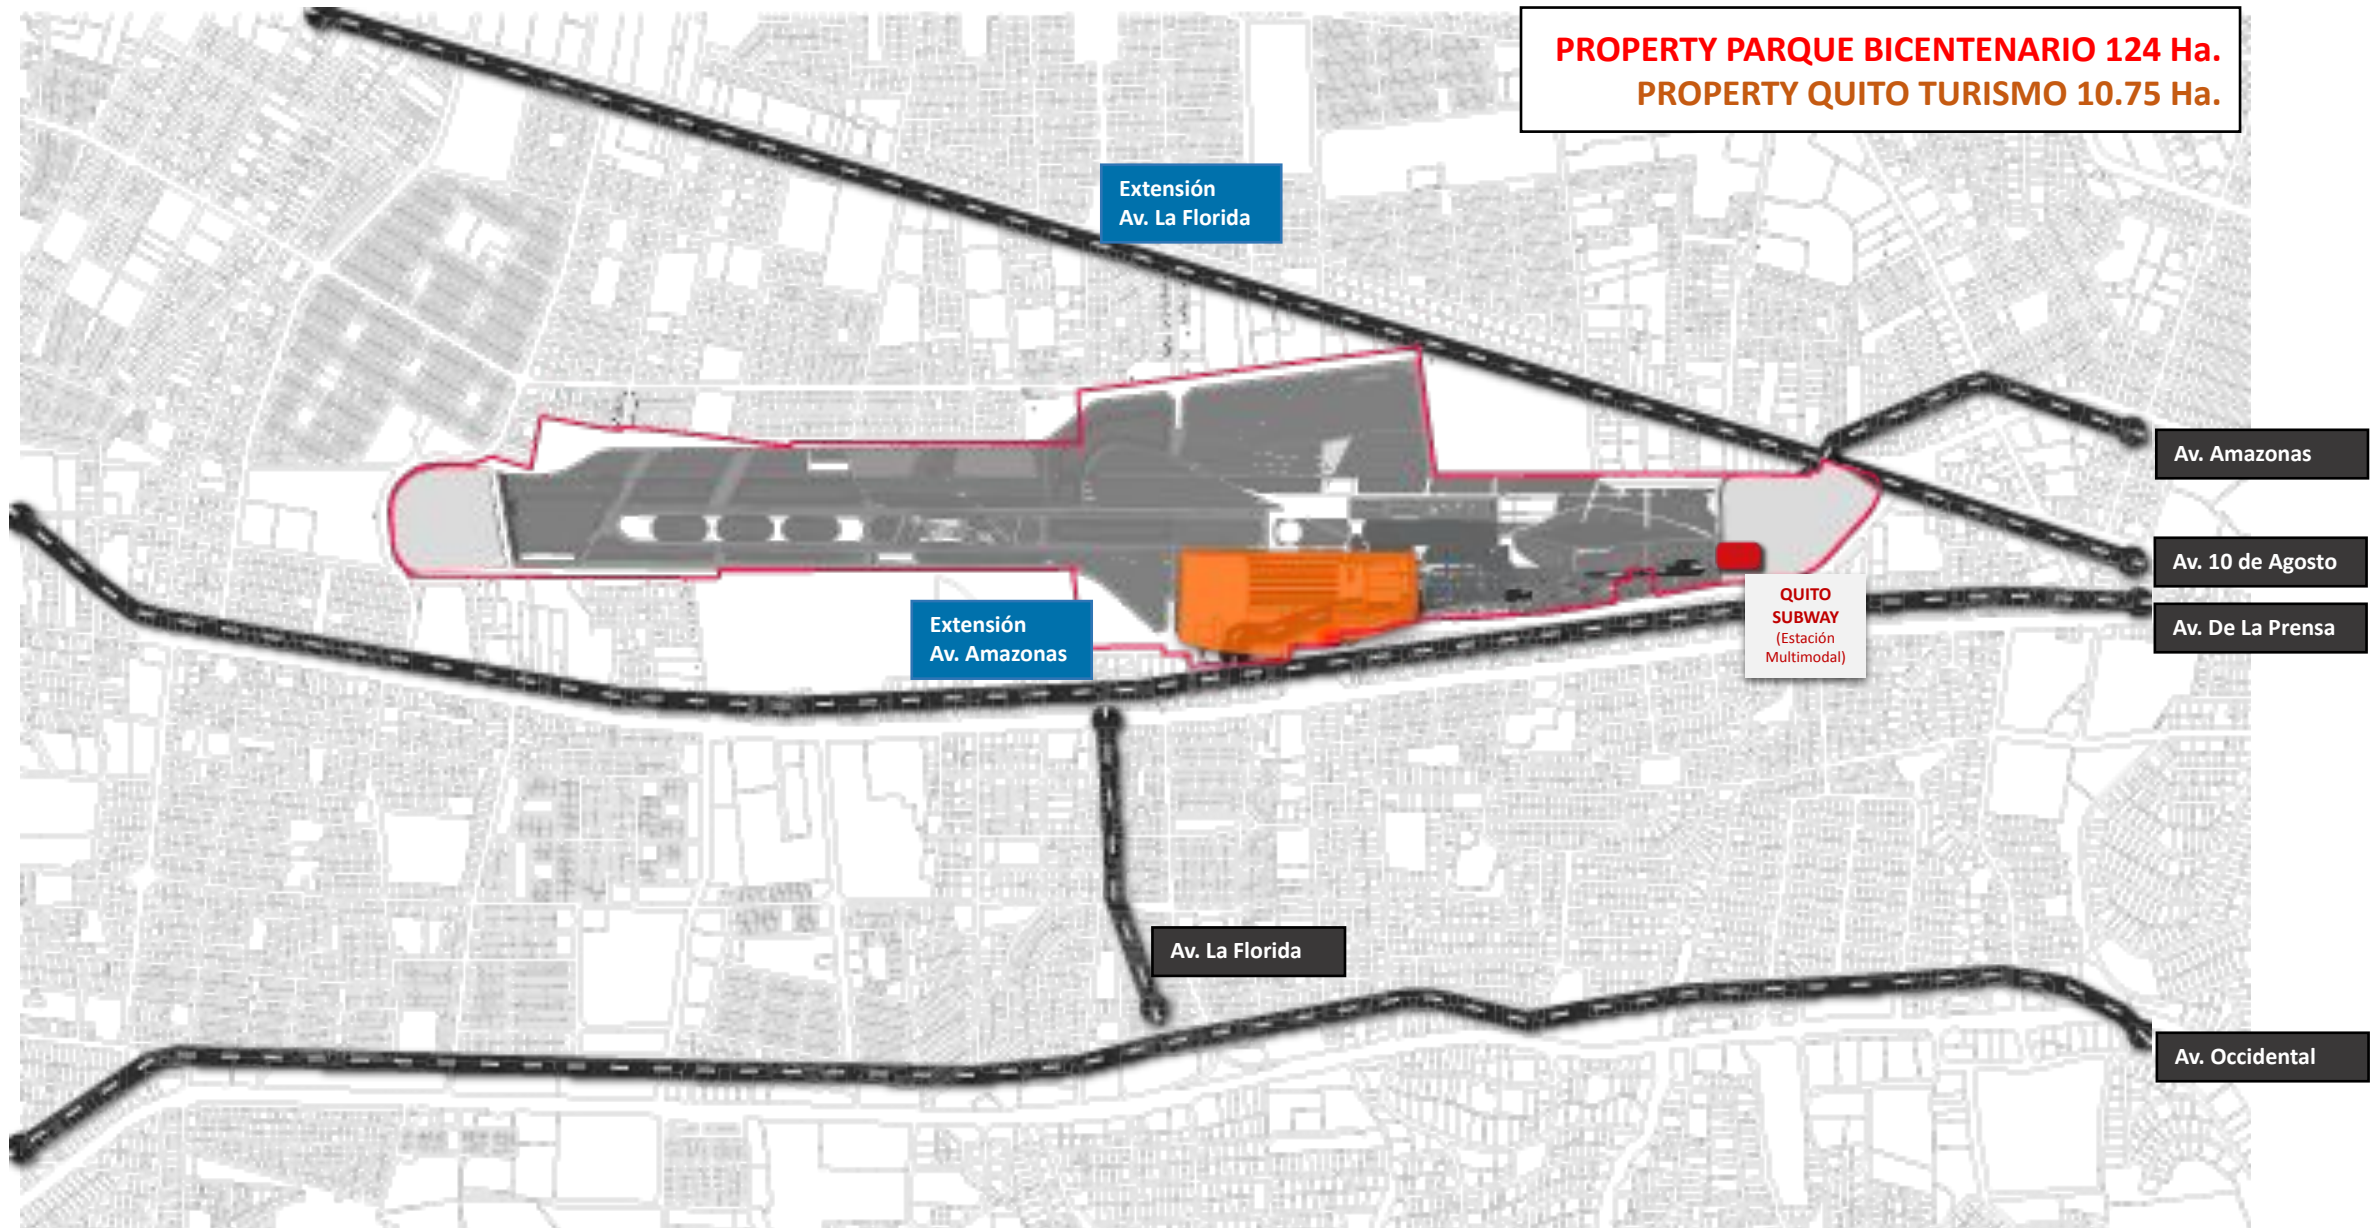 PROPERTY PARQUE BICENTENARIO 124 Ha.
PROPERTY QUITO TURISMO 10.75 Ha.
Extensión
Av. La Florida
Av. Amazonas
Av. 10 de Agosto
QUITO
SUBWAY
(Estación
Multimodal)
Av. De La Prensa
Extensión
Av. Amazonas
Av. La Florida
Av. Occidental